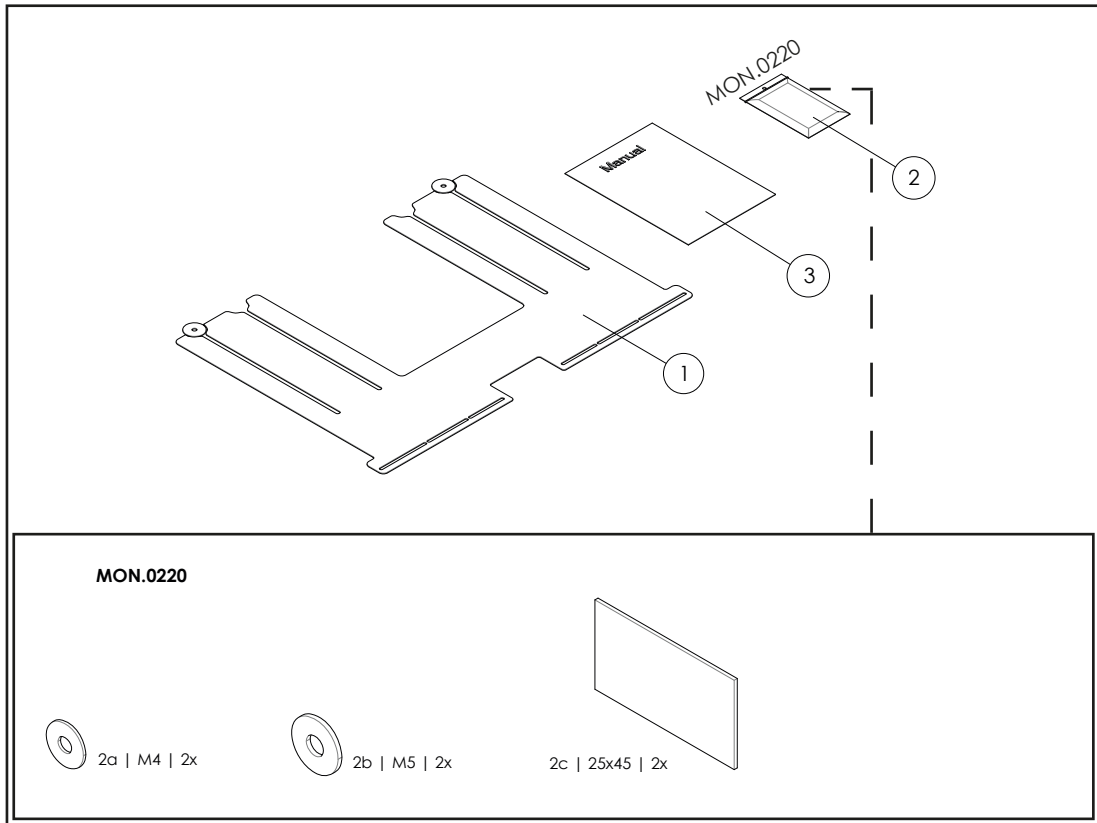 MON.0220
2
Manual
3
1
MON.0220
2a | M4 | 2x
2b | M5 | 2x
2c | 25x45 | 2x